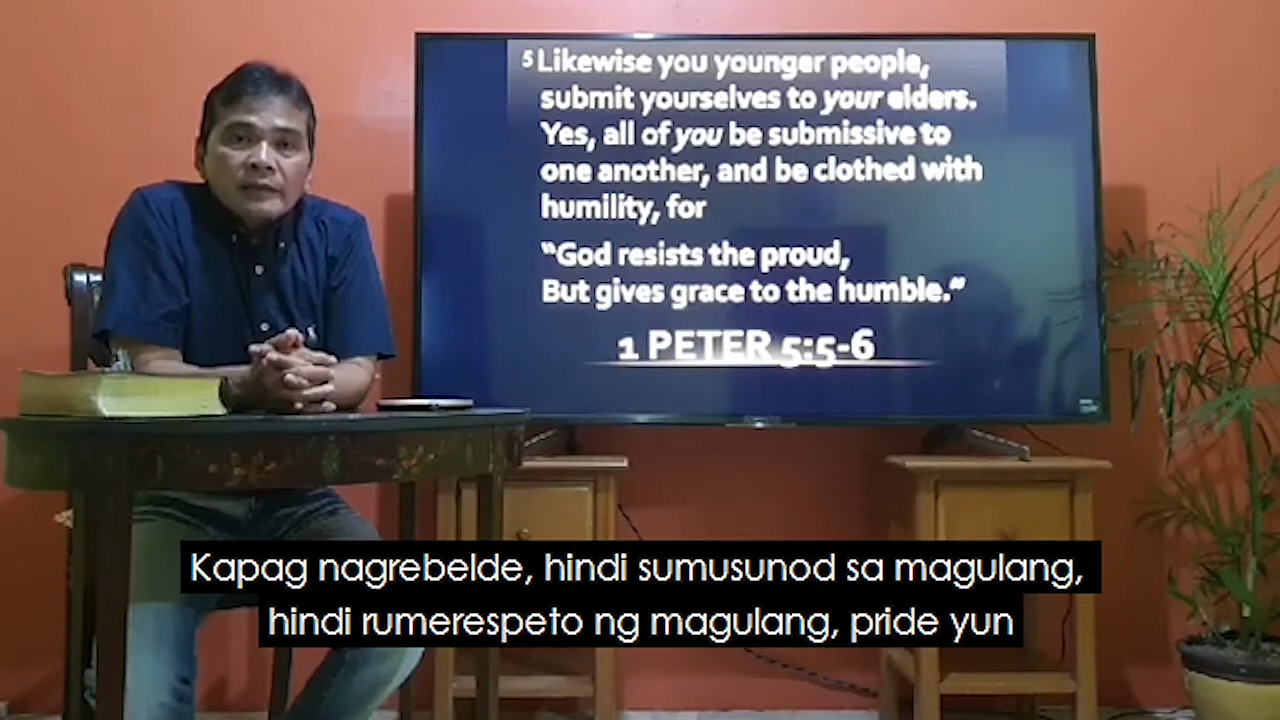 5 Likewise you younger people,
submit yourselves to your elders.
Yes, all of you be submissive to
one another, and be clothed with
humility, for
“God resists the proud,
But gives grace to the humble.”
1 PETER 5:5-6
Kapag nagrebelde, hindi sumusunod sa magulang,
hindi rumerespeto ng magulang, pride yun